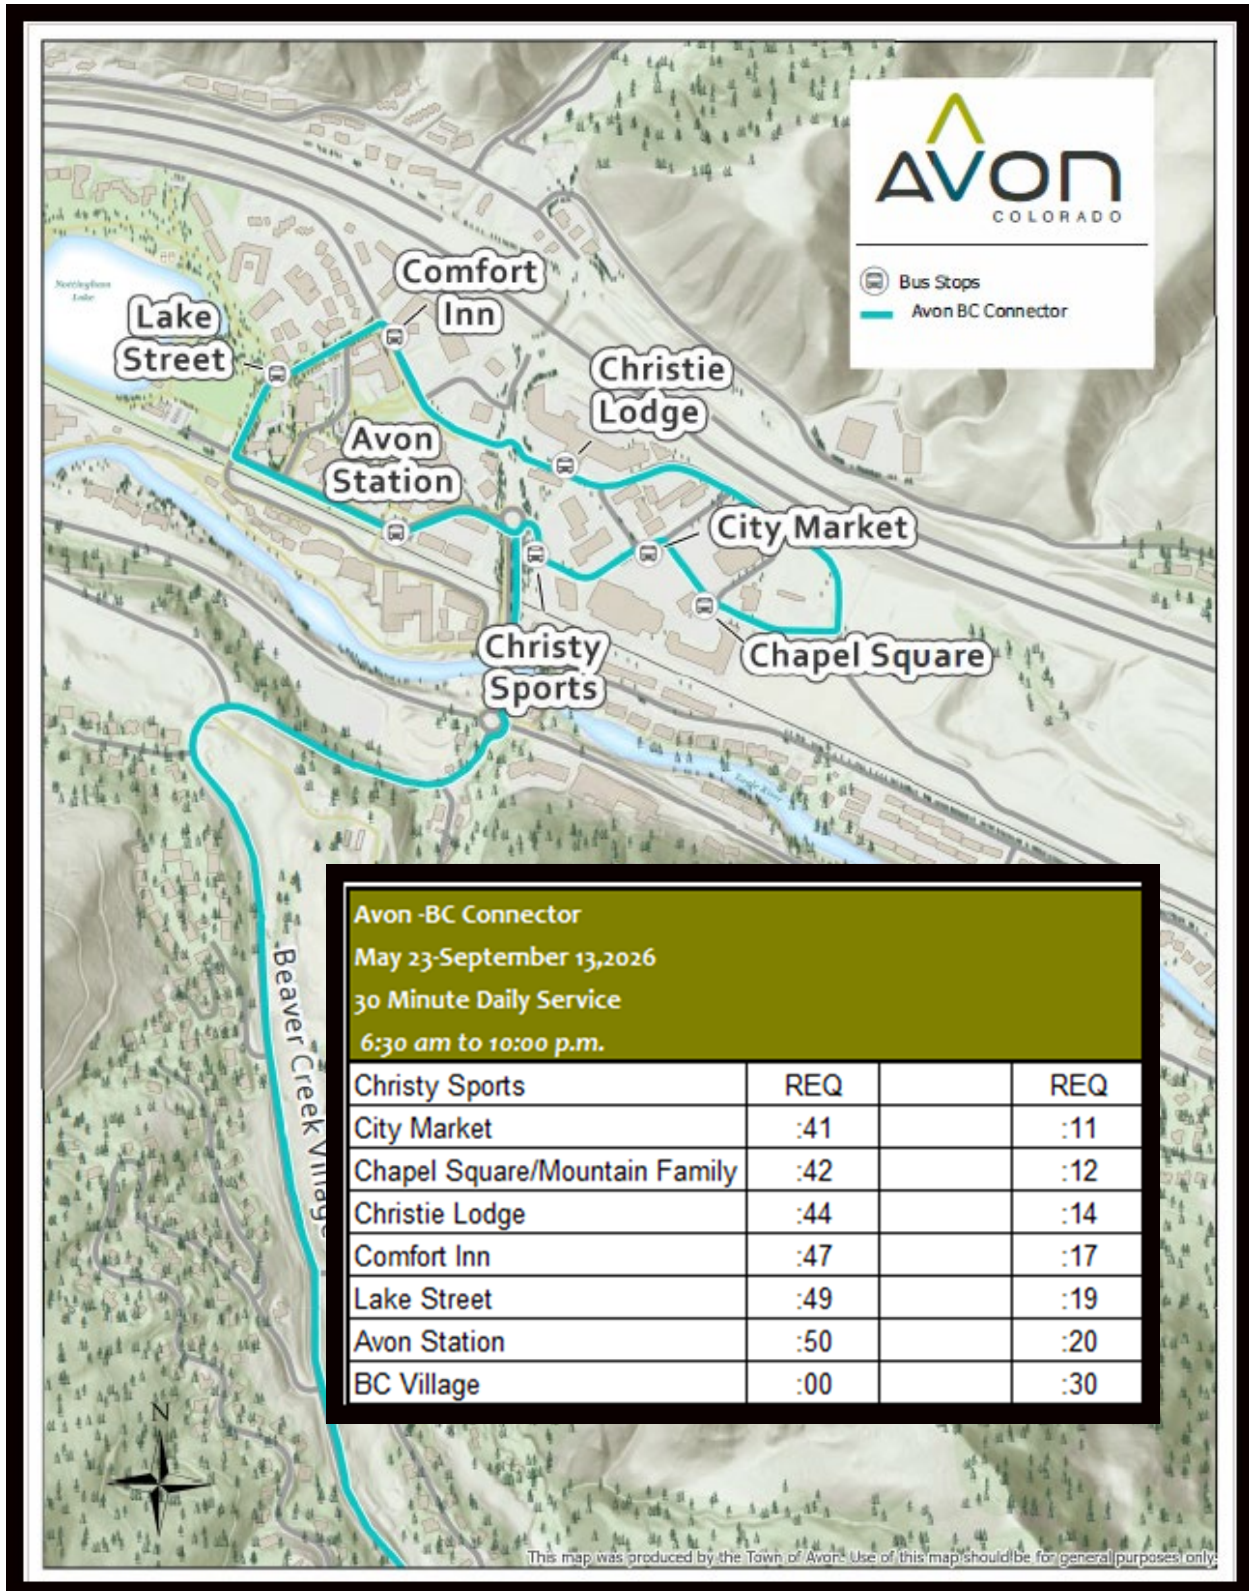 AVon
COLORADO
Bus Stops
Avon BC Connector
Nottingham
Lake
Comfort
Inn
Lake
Street
Christie
Lodge
Avon
Station
City Market
Christy
Sports
Chapel Square
Eagle River
Beaver Creek Village
Avon -BC Connector
May 23-September 13,2026
30 Minute Daily Service
6:30 am to 10:00 p.m.
Christy Sports REQ REQ
City Market :41 :11
Chapel Square/Mountain Family :42 :12
Christie Lodge :44 :14
Comfort Inn :47 :17
Lake Street :49 :19
Avon Station :50 :20
BC Village :00 :30
N
This map was produced by the Town of Avon. Use of this map should be for general purposes only.